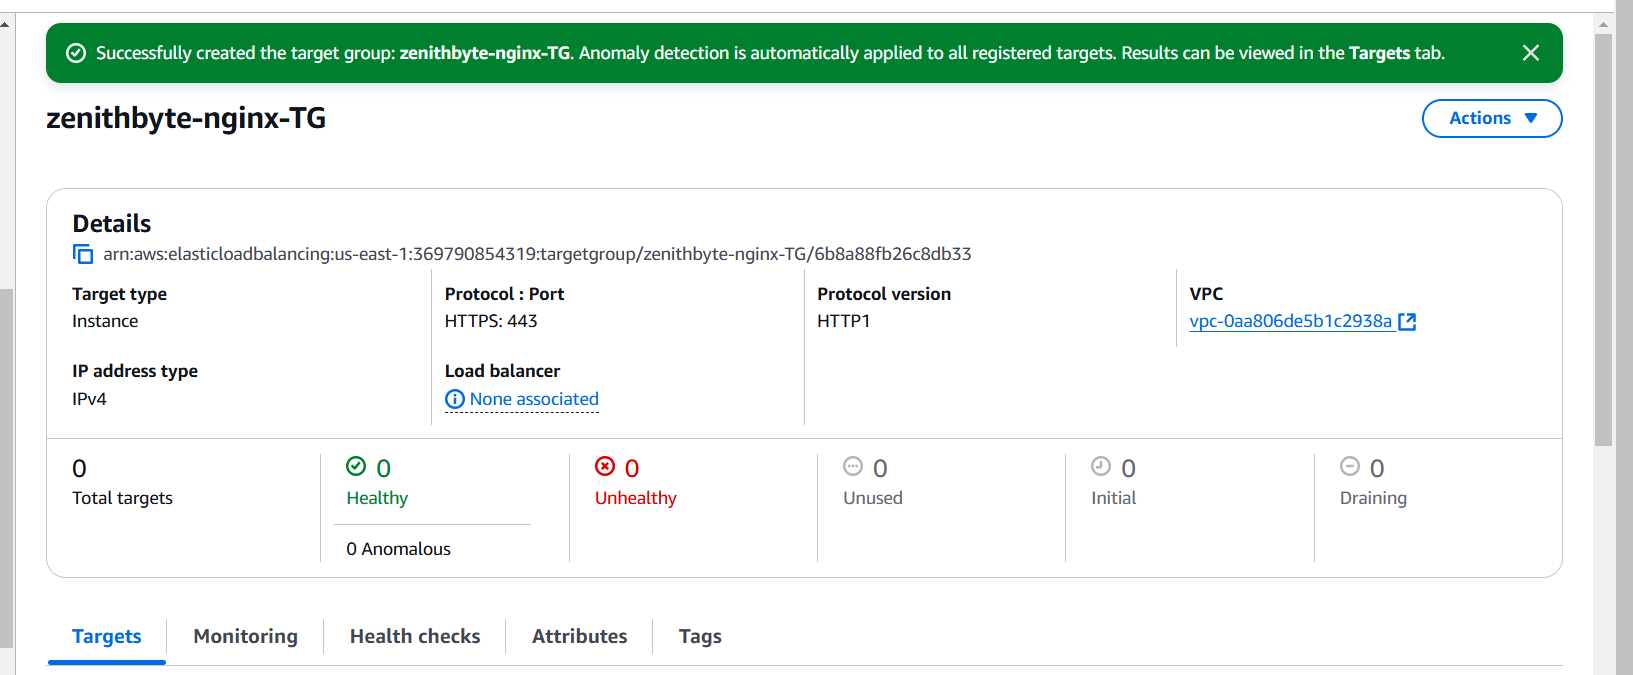 Successfully created the target group: zenithbyte-nginx-TG. Anomaly detection is automatically applied to all registered targets. Results can be viewed in the Targets tab.
zenithbyte-nginx-TG
Actions
Details
arn:aws:elasticloadbalancing:us-east-1:369790854319:targetgroup/zenithbyte-nginx-TG/6b8a88fb26c8db33
Target type
Instance
Protocol : Port
HTTPS: 443
Protocol version
HTTP1
VPC
vpc-0aa806de5b1c2938a
IP address type
IPv4
Load balancer
None associated
0
Total targets
0
Healthy
0 Anomalous
0
Unhealthy
0
Unused
0
Initial
0
Draining
Targets
Monitoring
Health checks
Attributes
Tags